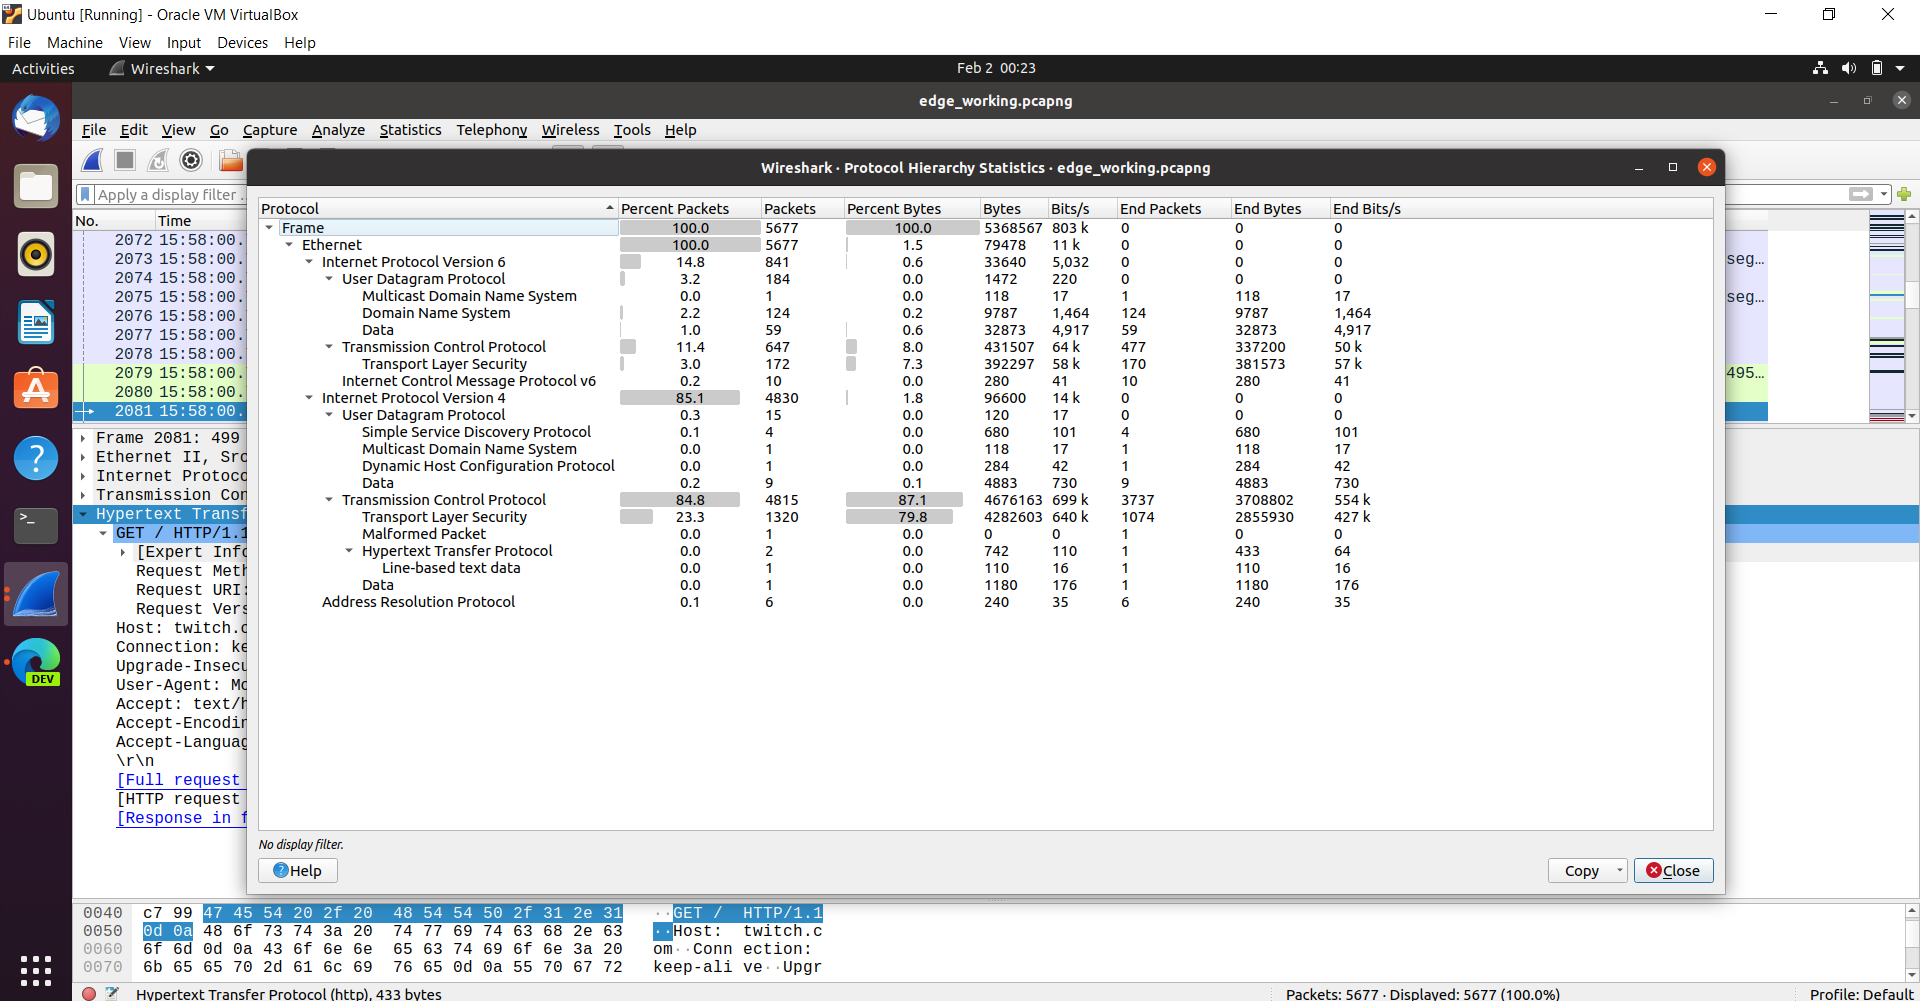 Ubuntu [Running] - Oracle VM VirtualBox
File Machine View Input Devices Help
Activities Wireshark Feb 2 00:23
edge_working.pcapng
File Edit View Go Capture Analyze Statistics Telephony Wireless Tools Help
Wireshark · Protocol Hierarchy Statistics · edge_working.pcapng
Apply a display filter ...
No. Time
2072 15:58:00.
2073 15:58:00. seg…
2074 15:58:00.
2075 15:58:00. seg…
2076 15:58:00.
2077 15:58:00.
2078 15:58:00.
2079 15:58:00. 495…
2080 15:58:00.
2081 15:58:00.
Protocol Percent Packets Packets Percent Bytes Bytes Bits/s End Packets End Bytes End Bits/s
Frame 100.0 5677 100.0 5368567 803 k 0 0 0
Ethernet 100.0 5677 1.5 79478 11 k 0 0 0
Internet Protocol Version 6 14.8 841 0.6 33640 5,032 0 0 0
User Datagram Protocol 3.2 184 0.0 1472 220 0 0 0
Multicast Domain Name System 0.0 1 0.0 118 17 1 118 17
Domain Name System 2.2 124 0.2 9787 1,464 124 9787 1,464
Data 1.0 59 0.6 32873 4,917 59 32873 4,917
Transmission Control Protocol 11.4 647 8.0 431507 64 k 477 337200 50 k
Transport Layer Security 3.0 172 7.3 392297 58 k 170 381573 57 k
Internet Control Message Protocol v6 0.2 10 0.0 280 41 10 280 41
Internet Protocol Version 4 85.1 4830 1.8 96600 14 k 0 0 0
User Datagram Protocol 0.3 15 0.0 120 17 0 0 0
Simple Service Discovery Protocol 0.1 4 0.0 680 101 4 680 101
Multicast Domain Name System 0.0 1 0.0 118 17 1 118 17
Dynamic Host Configuration Protocol 0.0 1 0.0 284 42 1 284 42
Data 0.2 9 0.1 4883 730 9 4883 730
Transmission Control Protocol 84.8 4815 87.1 4676163 699 k 3737 3708802 554 k
Transport Layer Security 23.3 1320 79.8 4282603 640 k 1074 2855930 427 k
Malformed Packet 0.0 1 0.0 0 0 1 0 0
Hypertext Transfer Protocol 0.0 2 0.0 742 110 1 433 64
Line-based text data 0.0 1 0.0 110 16 1 110 16
Data 0.0 1 0.0 1180 176 1 1180 176
Address Resolution Protocol 0.1 6 0.0 240 35 6 240 35
No display filter.
Help Copy Close
Frame 2081: 499
Ethernet II, Src
Internet Protoco
Transmission Con
Hypertext Transf
GET / HTTP/1.1
[Expert Info
Request Meth
Request URI:
Request Vers
Host: twitch.c
Connection: ke
Upgrade-Insecu
User-Agent: Mo
Accept: text/h
Accept-Encodin
Accept-Languag
\r\n
[Full request
[HTTP request
[Response in f
DEV
0040 c7 99 47 45 54 20 2f 20 48 54 54 50 2f 31 2e 31 ··GET / HTTP/1.1
0050 0d 0a 48 6f 73 74 3a 20 74 77 69 74 63 68 2e 63 ··Host: twitch.c
0060 6f 6d 0d 0a 43 6f 6e 6e 65 63 74 69 6f 6e 3a 20 om··Conn ection:
0070 6b 65 65 70 2d 61 6c 69 76 65 0d 0a 55 70 67 72 keep-ali ve··Upgr
Hypertext Transfer Protocol (http), 433 bytes Packets: 5677 · Displayed: 5677 (100.0%) Profile: Default